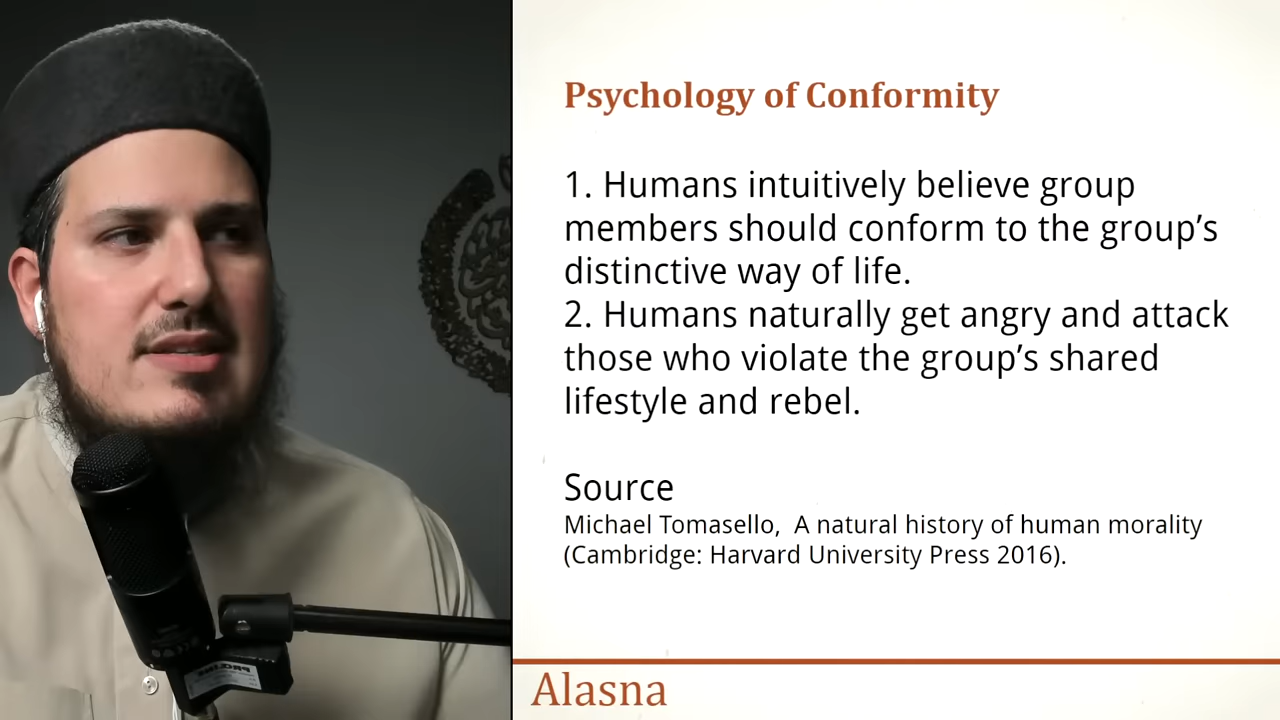 Psychology of Conformity
1. Humans intuitively believe group
members should conform to the group’s
distinctive way of life.
2. Humans naturally get angry and attack
those who violate the group’s shared
lifestyle and rebel.
Source
Michael Tomasello,  A natural history of human morality
(Cambridge: Harvard University Press 2016).
Alasna